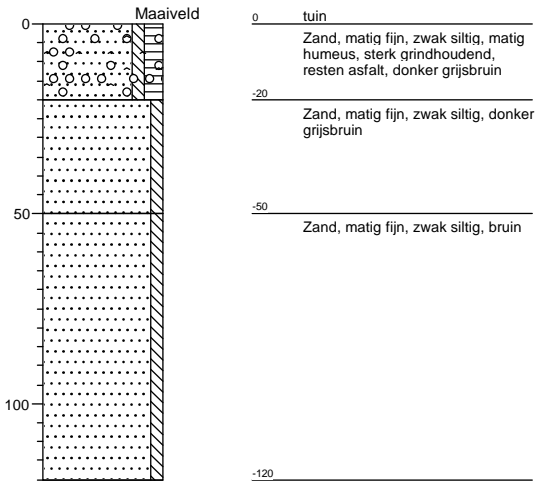 Maaiveld
0
50
100
0
tuin
Zand, matig fijn, zwak siltig, matig
humeus, sterk grindhoudend,
resten asfalt, donker grijsbruin
-20
Zand, matig fijn, zwak siltig, donker
grijsbruin
-50
Zand, matig fijn, zwak siltig, bruin
-120